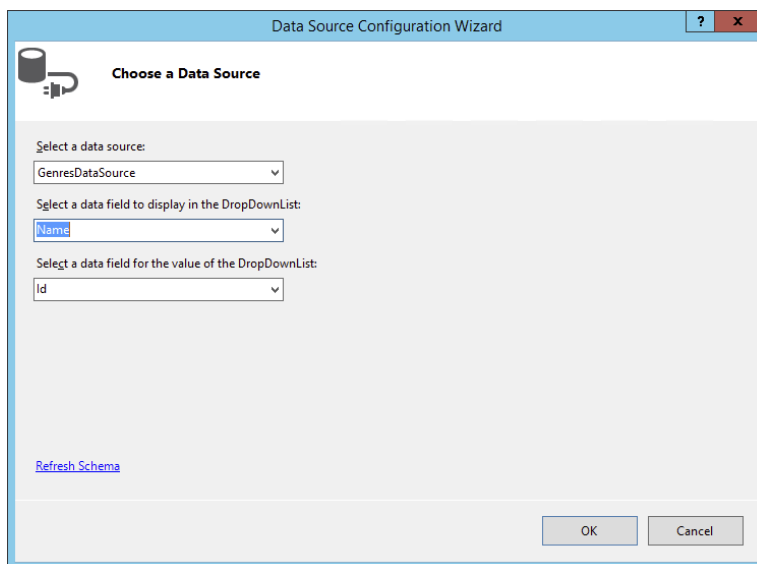 Data Source Configuration Wizard
?
x
Choose a Data Source
Select a data source:
GenresDataSource
Select a data field to display in the DropDownList:
Name
Select a data field for the value of the DropDownList:
Id
Refresh Schema
OK
Cancel